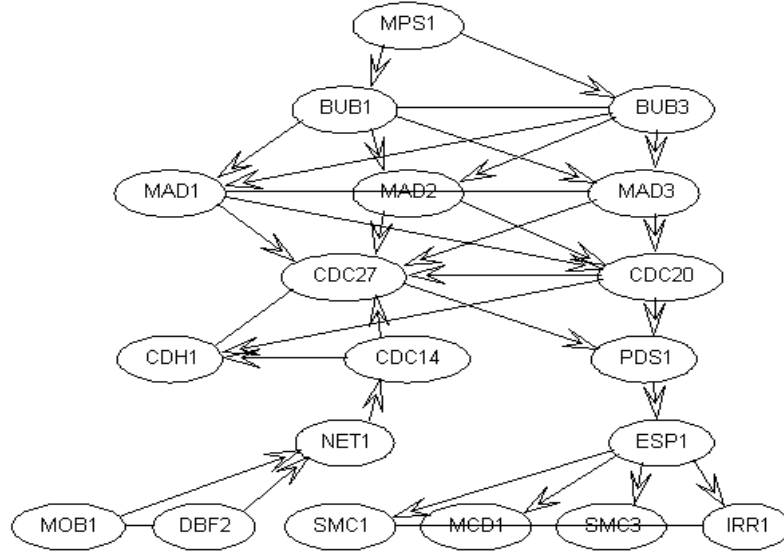 MPS1
BUB1 BUB3
MAD1 MAD2 MAD3
CDC27 CDC20
CDH1 CDC14 PDS1
NET1 ESP1
MOB1 DBF2 SMC1 MCD1 SMC3 IRR1